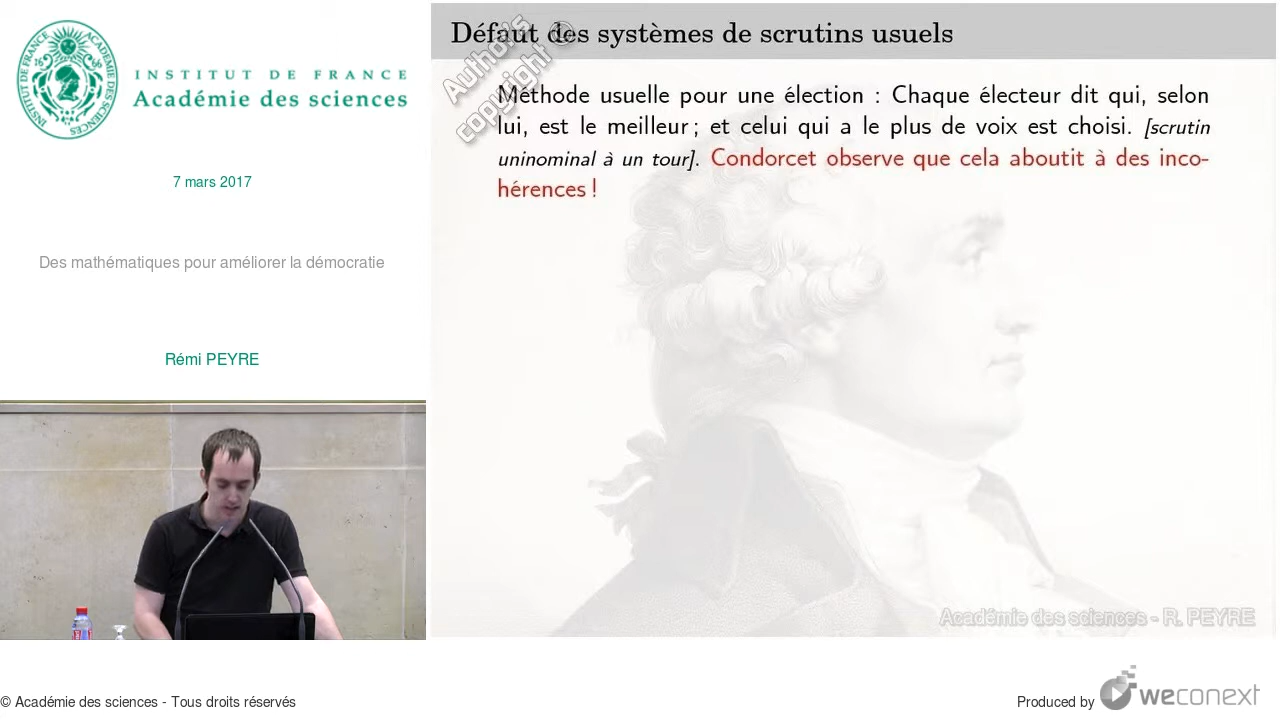 INSTITUT DE FRANCE
Académie des sciences
7 mars 2017
Des mathématiques pour améliorer la démocratie
Rémi PEYRE
Défaut des systèmes de scrutins usuels
Author's
copyright ©
Méthode usuelle pour une élection : Chaque électeur dit qui, selon
lui, est le meilleur ; et celui qui a le plus de voix est choisi. [scrutin
uninominal à un tour]. Condorcet observe que cela aboutit à des inco-
hérences !
Académie des sciences - R. PEYRE
© Académie des sciences - Tous droits réservés
Produced by weconext